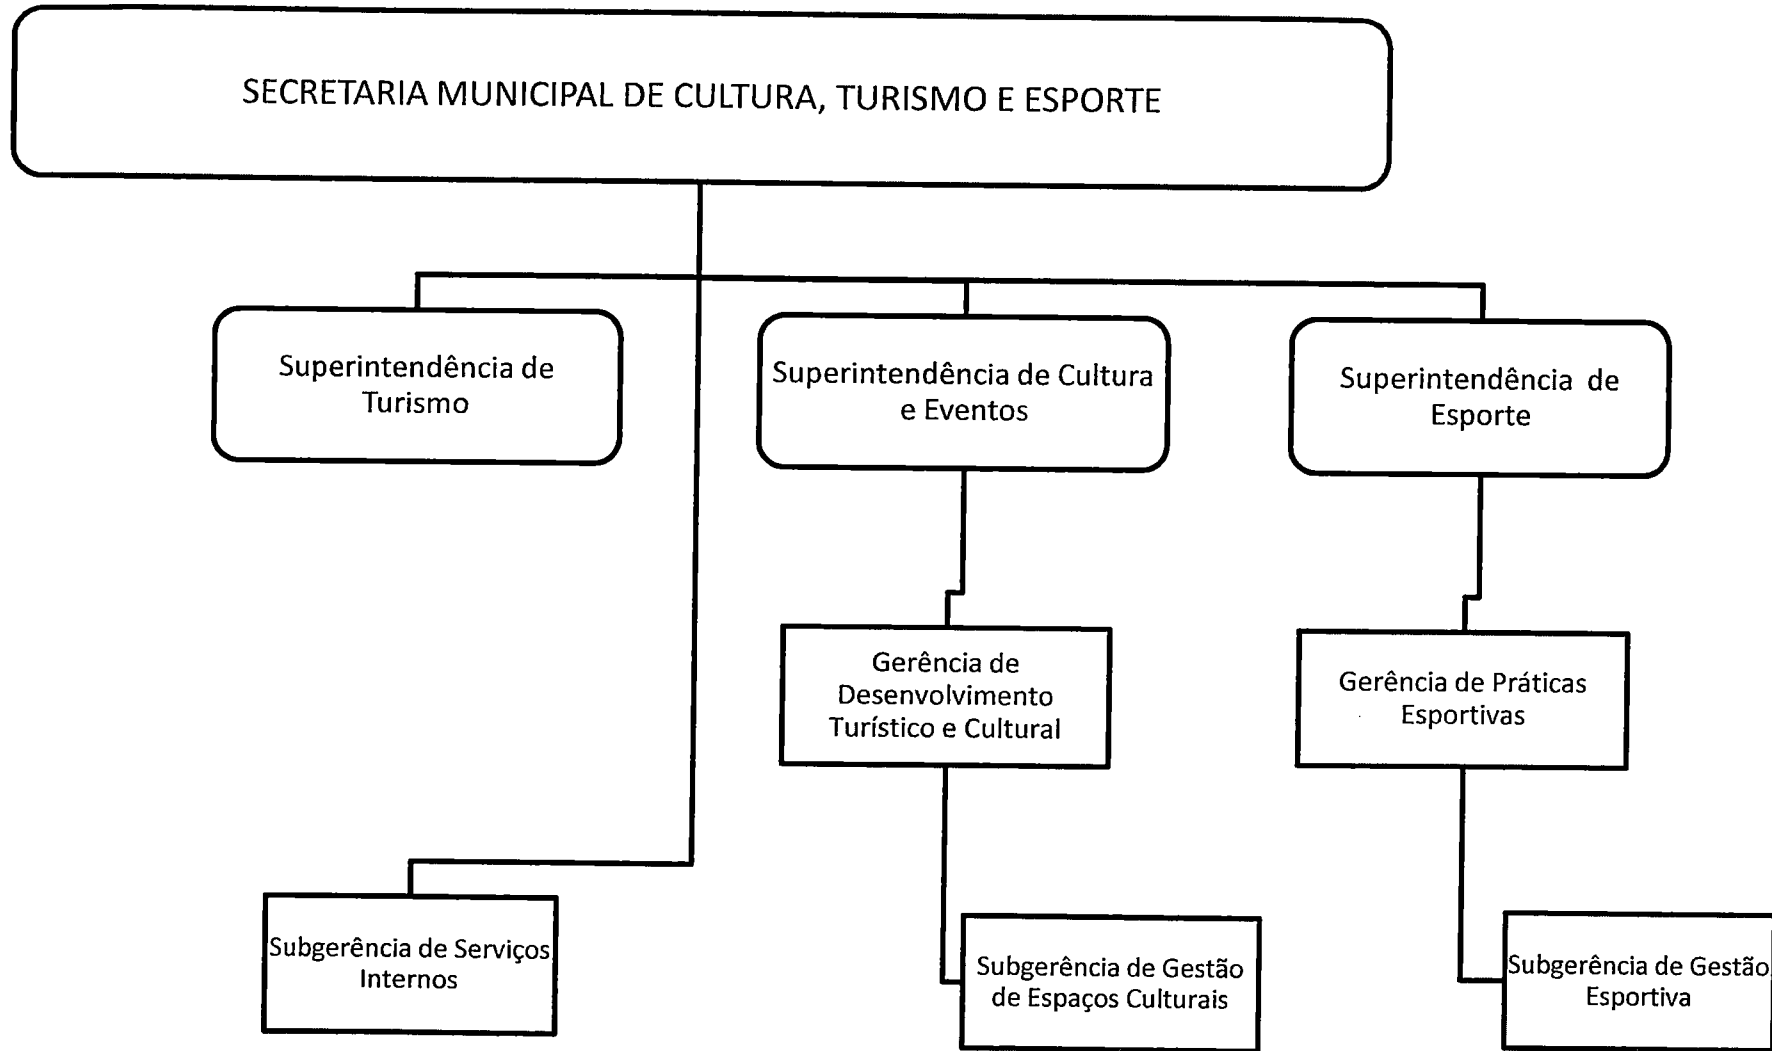 SECRETARIA MUNICIPAL DE CULTURA, TURISMO E ESPORTE
Superintendência de
Turismo
Superintendência de Cultura
e Eventos
Superintendência de
Esporte
Gerência de
Desenvolvimento
Turístico e Cultural
Gerência de Práticas
Esportivas
Subgerência de Serviços
Internos
Subgerência de Gestão
de Espaços Culturais
Subgerência de Gestão
Esportiva